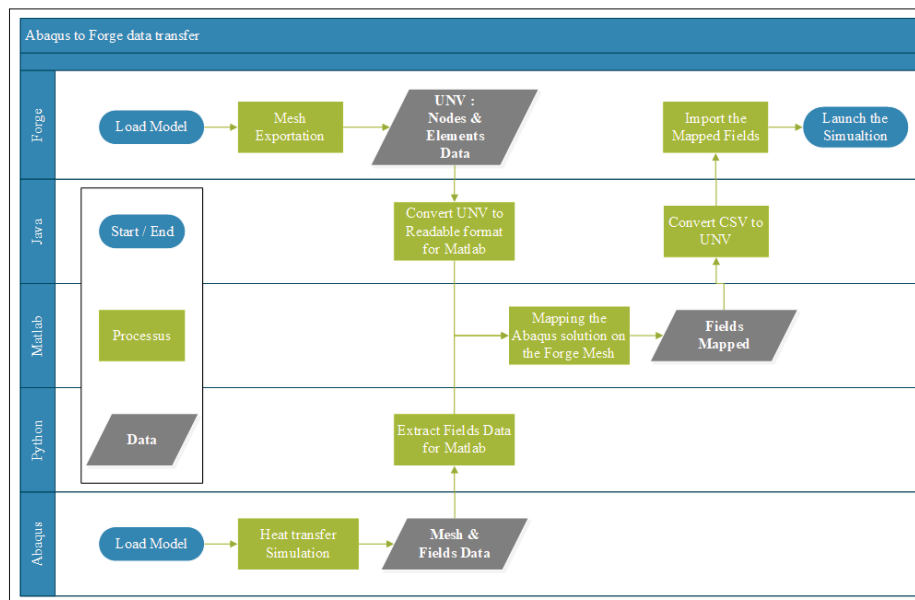 Abaqus to Forge data transfer
Forge
Load Model
Mesh
Exportation
UNV :
Nodes &
Elements
Data
Import the
Mapped Fields
Launch the
Simualtion
Java
Start / End
Convert UNV to
Readable format
for Matlab
Convert CSV to
UNV
Matlab
Processus
Mapping the
Abaqus solution on
the Forge Mesh
Fields
Mapped
Python
Data
Extract Fields Data
for Matlab
Abaqus
Load Model
Heat transfer
Simulation
Mesh &
Fields Data